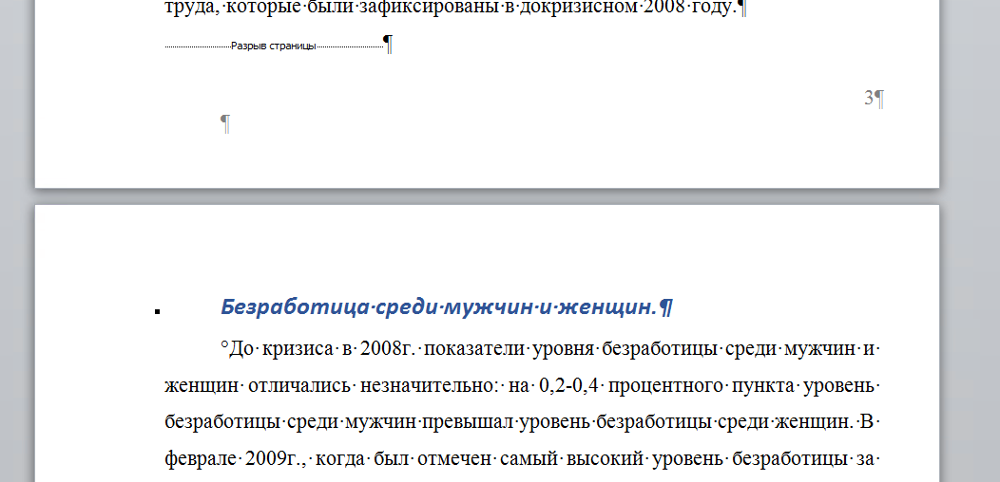 труда, которые были зафиксированы в докризисном 2008 году.¶
Разрыв страницы¶
3¶
¶
Безработица среди мужчин и женщин.¶
°До кризиса в 2008г. показатели уровня безработицы среди мужчин и
женщин отличались незначительно: на 0,2-0,4 процентного пункта уровень
безработицы среди мужчин превышал уровень безработицы среди женщин. В
феврале 2009г., когда был отмечен самый высокий уровень безработицы за